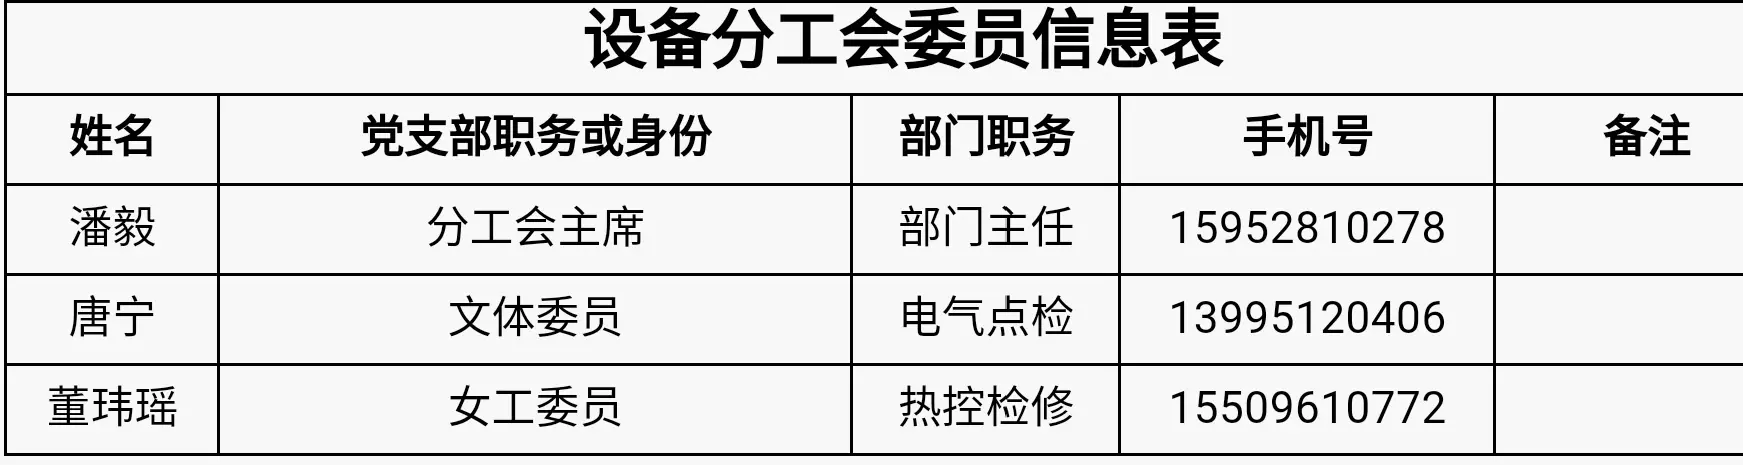 设备分工会委员信息表
姓名 党支部职务或身份 部门职务 手机号 备注
潘毅 分工会主席 部门主任 15952810278
唐宁 文体委员 电气点检 13995120406
董玮瑶 女工委员 热控检修 15509610772